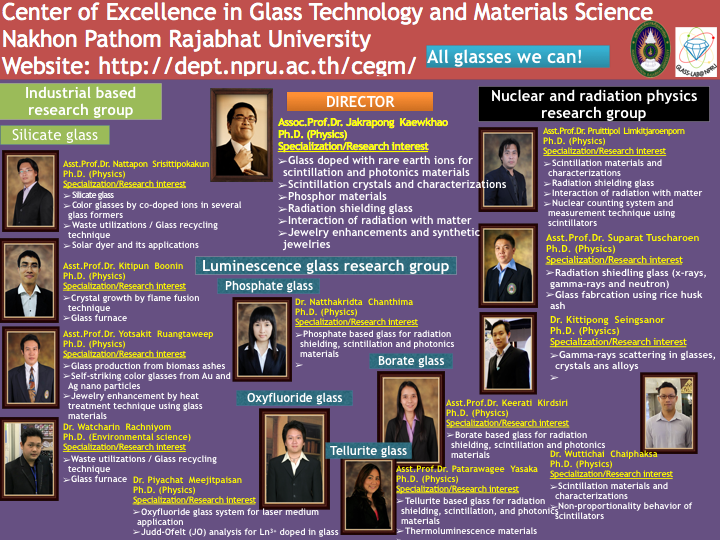 Center of Excellence in Glass Technology and Materials Science
Nakhon Pathom Rajabhat University
Website: http://dept.npru.ac.th/cegm/
All glasses we can!
GLASS-LAB@NPRU
Industrial based
research group
Silicate glass
Asst.Prof.Dr. Nattapon Srisittipokakun
Ph.D. (Physics)
Specialization/Research interest
➢Silicate glass
➢Color glasses by co-doped ions in several
glass formers
➢Waste utilizations / Glass recycling
technique
➢Solar dyer and its applications
Asst.Prof.Dr. Kitipun Boonin
Ph.D. (Physics)
Specialization/Research interest
➢Crystal growth by flame fusion
technique
➢Glass furnace
Asst.Prof.Dr. Yotsakit Ruangtaweep
Ph.D. (Physics)
Specialization/Research interest
➢Glass production from biomass ashes
➢Self-striking color glasses from Au and
Ag nano particles
➢Jewelry enhancement by heat
treatment technique using glass
materials
Dr. Watcharin Rachniyom
Ph.D. (Environmental science)
Specialization/Research interest
➢Waste utilizations / Glass recycling
technique
➢Glass furnace
DIRECTOR
Assoc.Prof.Dr. Jakrapong Kaewkhao
Ph.D. (Physics)
Specialization/Research interest
➢Glass doped with rare earth ions for
scintillation and photonics materials
➢Scintillation crystals and characterizations
➢Phosphor materials
➢Radiation shielding glass
➢Interaction of radiation with matter
➢Jewelry enhancements and synthetic
jewelries
Luminescence glass research group
Phosphate glass
Dr. Natthakridta Chanthima
Ph.D. (Physics)
Specialization/Research interest
➢Phosphate based glass for radiation
shielding, scintillation and photonics
materials
➢
Borate glass
Asst.Prof.Dr. Keerati Kirdsiri
Ph.D. (Physics)
Specialization/Research interest
➢Borate based glass for radiation
shielding, scintillation and photonics
materials
Oxyfluoride glass
Dr. Piyachat Meejitpaisan
Ph.D. (Physics)
Specialization/Research interest
➢Oxyfluoride glass system for laser medium
application
➢Judd-Ofelt (JO) analysis for Ln³⁺ doped in glass
Tellurite glass
Asst.Prof.Dr. Patarawagee Yasaka
Ph.D. (Physics)
Specialization/Research interest
➢Tellurite based glass for radiation
shielding, scintillation, and photonics
materials
➢Thermoluminescence materials
Nuclear and radiation physics
research group
Asst.Prof.Dr. Pruittipol Limkitjaroenporn
Ph.D. (Physics)
Specialization/Research interest
➢Scintillation materials and
characterizations
➢Radiation shielding glass
➢Interaction of radiation with matter
➢Nuclear counting system and
measurement technique using
scintillators
Asst.Prof.Dr. Suparat Tuscharoen
Ph.D. (Physics)
Specialization/Research interest
➢Radiation shiedling glass (x-rays,
gamma-rays and neutron)
➢Glass fabrcation using rice husk
ash
Dr. Kittipong Seingsanor
Ph.D. (Physics)
Specialization/Research interest
➢Gamma-rays scattering in glasses,
crystals ans alloys
➢
Dr. Wuttichai Chaiphaksa
Ph.D. (Physics)
Specialization/Research interest
➢Scintillation materials and
characterizations
➢Non-proportionality behavior of
scintillators